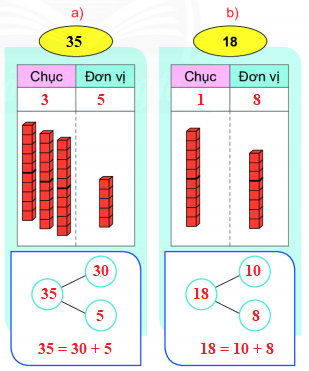 a)
35
Chục Đơn vị
3 5
30
35
5
35 = 30 + 5
b)
18
Chục Đơn vị
1 8
10
18
8
18 = 10 + 8